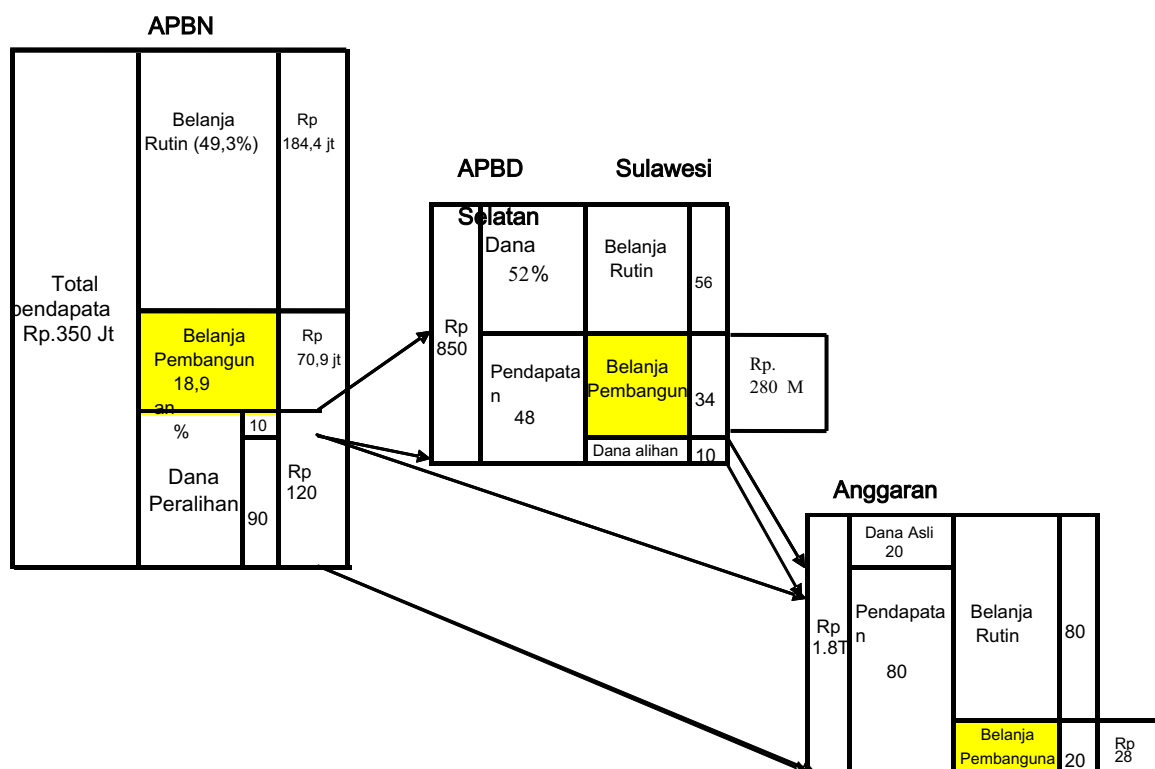 APBN
Belanja
Rutin (49,3%)
Rp
184,4 jt
Total
pendapata
Rp.350 Jt
Belanja
Pembangun
18,9
an
%
Rp
70,9 jt
10
Dana
Peralihan
90
Rp
120
APBD Sulawesi
Selatan
Rp
850
Dana
52%
Belanja
Rutin
56
Pendapata
n
48
Belanja
Pembangun
34
Rp.
280 M
Dana alihan
10
Anggaran
Rp
1.8T
Dana Asli
20
Pendapata
n
80
Belanja
Rutin
80
Belanja
Pembanguna
20
Rp
28